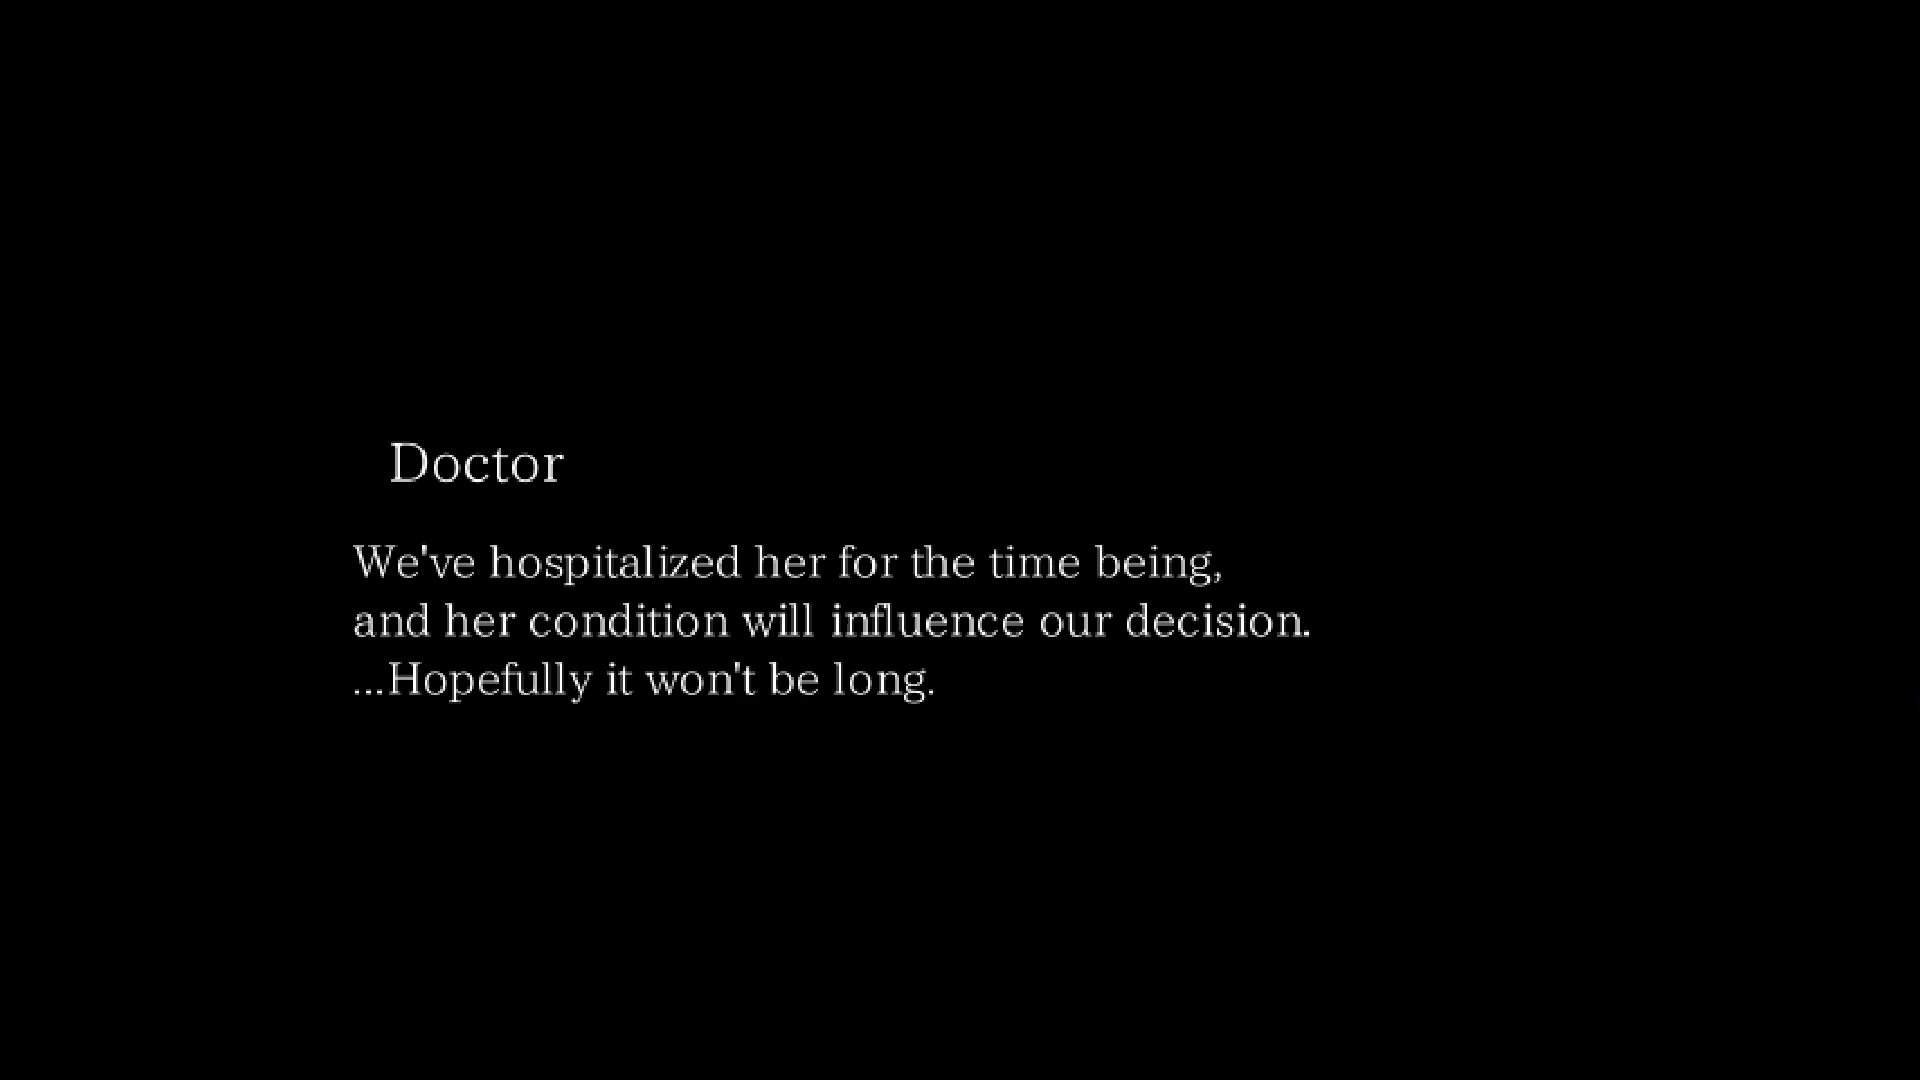 Doctor
We've hospitalized her for the time being,
and her condition will influence our decision.
...Hopefully it won't be long.